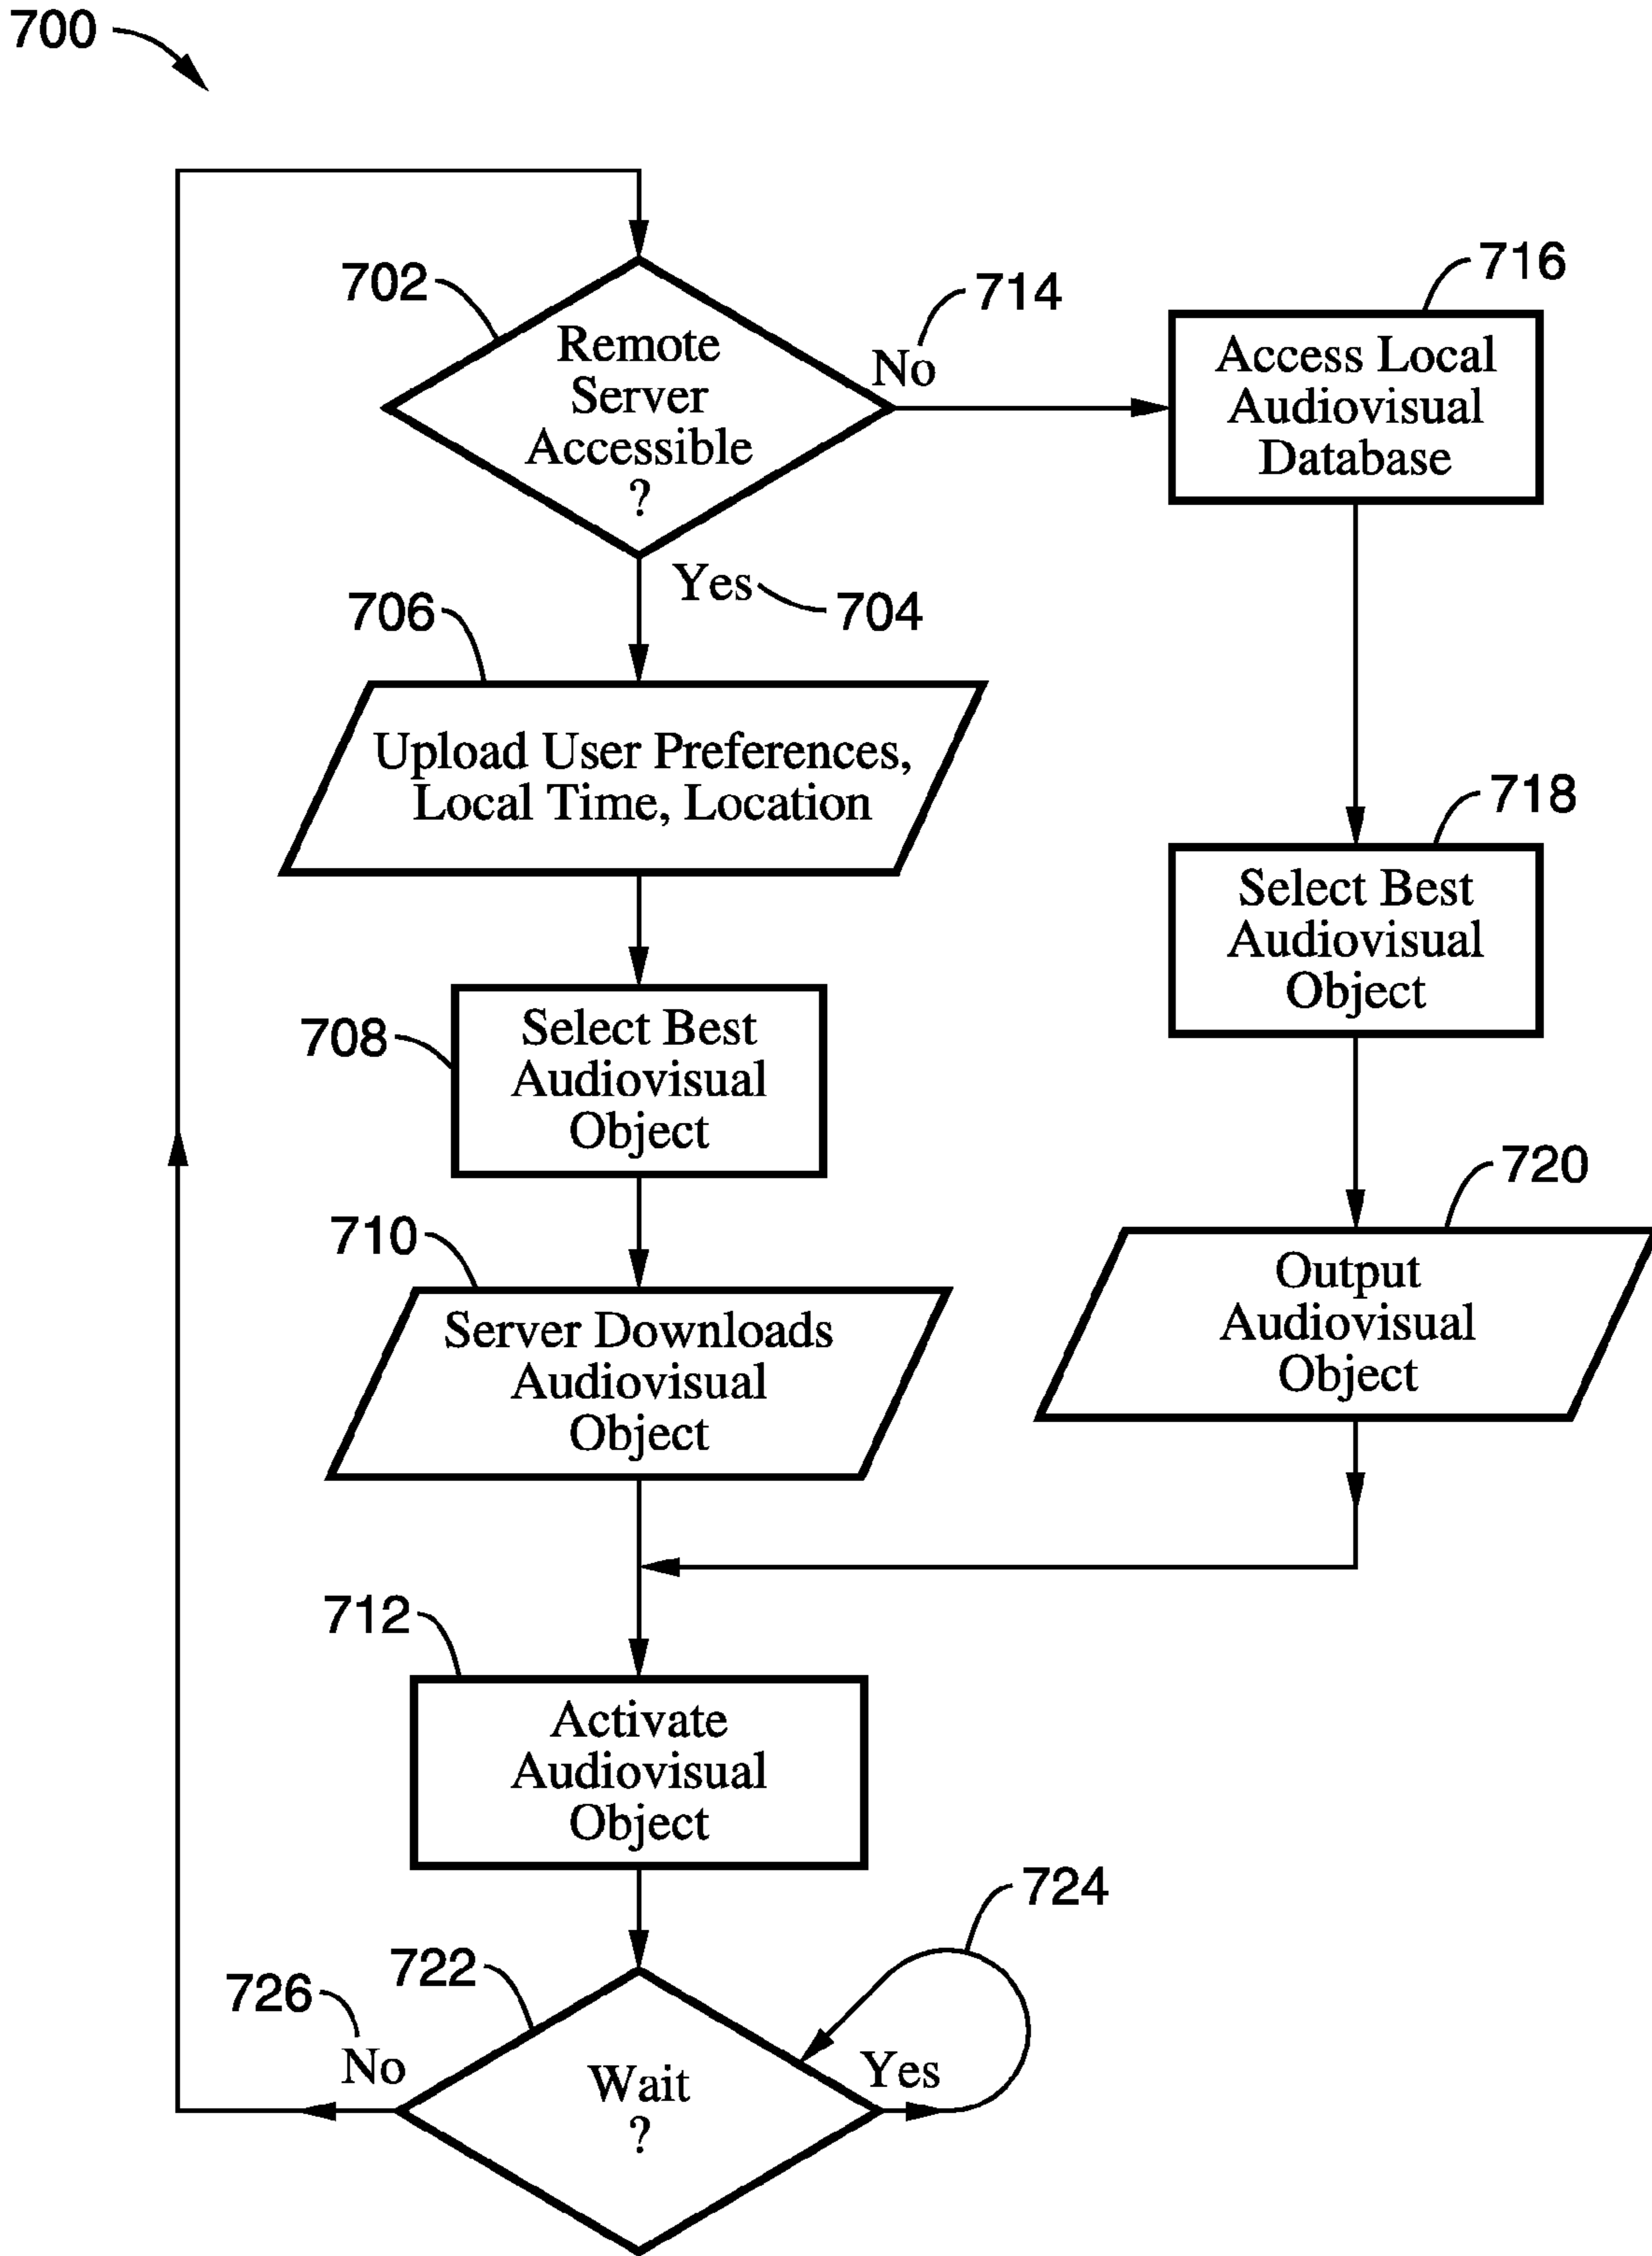 700
702
Remote
Server
Accessible
?
No
714
716
Access Local
Audiovisual
Database
Yes
704
706
Upload User Preferences,
Local Time, Location
718
Select Best
Audiovisual
Object
708
Select Best
Audiovisual
Object
720
Output
Audiovisual
Object
710
Server Downloads
Audiovisual
Object
712
Activate
Audiovisual
Object
724
722
726
No
Wait
?
Yes